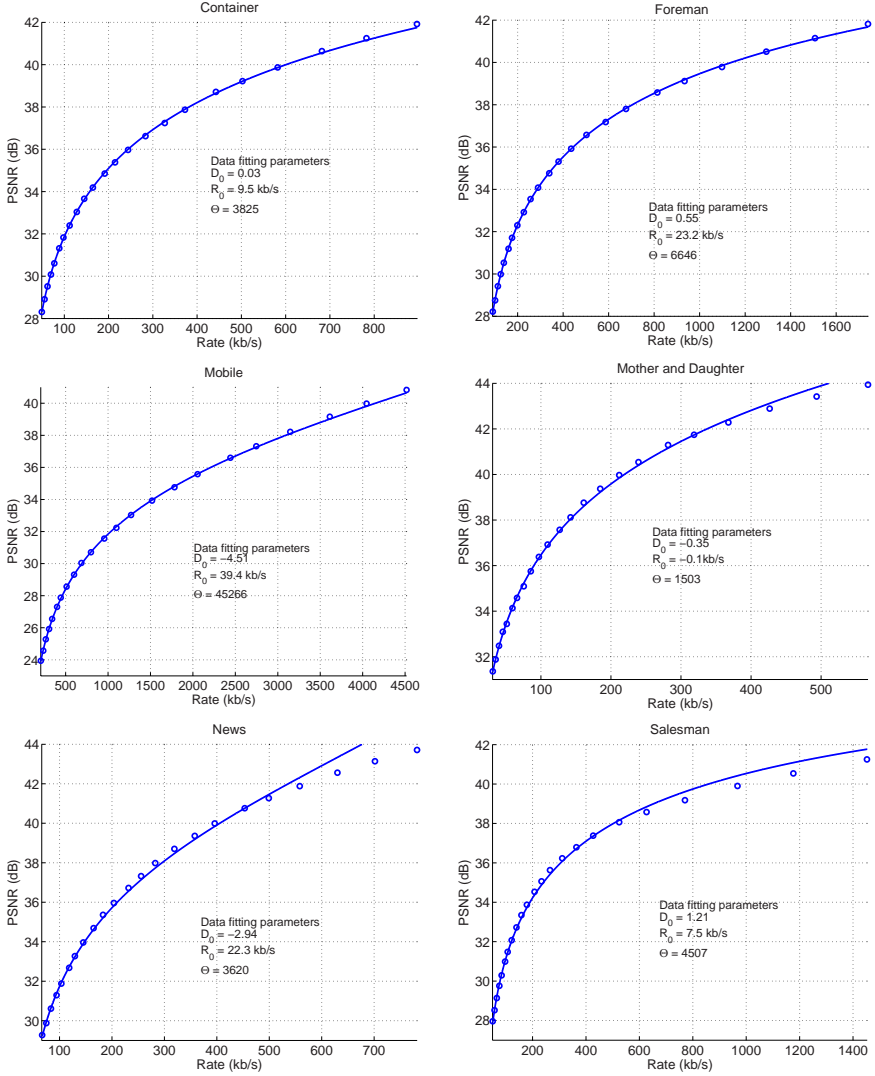 Container
42
40
38
36
34
32
30
28
PSNR (dB)
Data fitting parameters
D0 = 0.03
R0 = 9.5 kb/s
Θ = 3825
100 200 300 400 500 600 700 800
Rate (kb/s)
Foreman
42
40
38
36
34
32
30
28
PSNR (dB)
Data fitting parameters
D0 = 0.55
R0 = 23.2 kb/s
Θ = 6646
200 400 600 800 1000 1200 1400 1600
Rate (kb/s)
Mobile
40
38
36
34
32
30
28
26
24
PSNR (dB)
Data fitting parameters
D0 = −4.51
R0 = 39.4 kb/s
Θ = 45266
500 1000 1500 2000 2500 3000 3500 4000 4500
Rate (kb/s)
Mother and Daughter
44
42
40
38
36
34
32
PSNR (dB)
Data fitting parameters
D0 = −0.35
R0 = −0.1kb/s
Θ = 1503
100 200 300 400 500
Rate (kb/s)
News
44
42
40
38
36
34
32
30
PSNR (dB)
Data fitting parameters
D0 = −2.94
R0 = 22.3 kb/s
Θ = 3620
100 200 300 400 500 600 700
Rate (kb/s)
Salesman
42
40
38
36
34
32
30
28
PSNR (dB)
Data fitting parameters
D0 = 1.21
R0 = 7.5 kb/s
Θ = 4507
200 400 600 800 1000 1200 1400
Rate (kb/s)